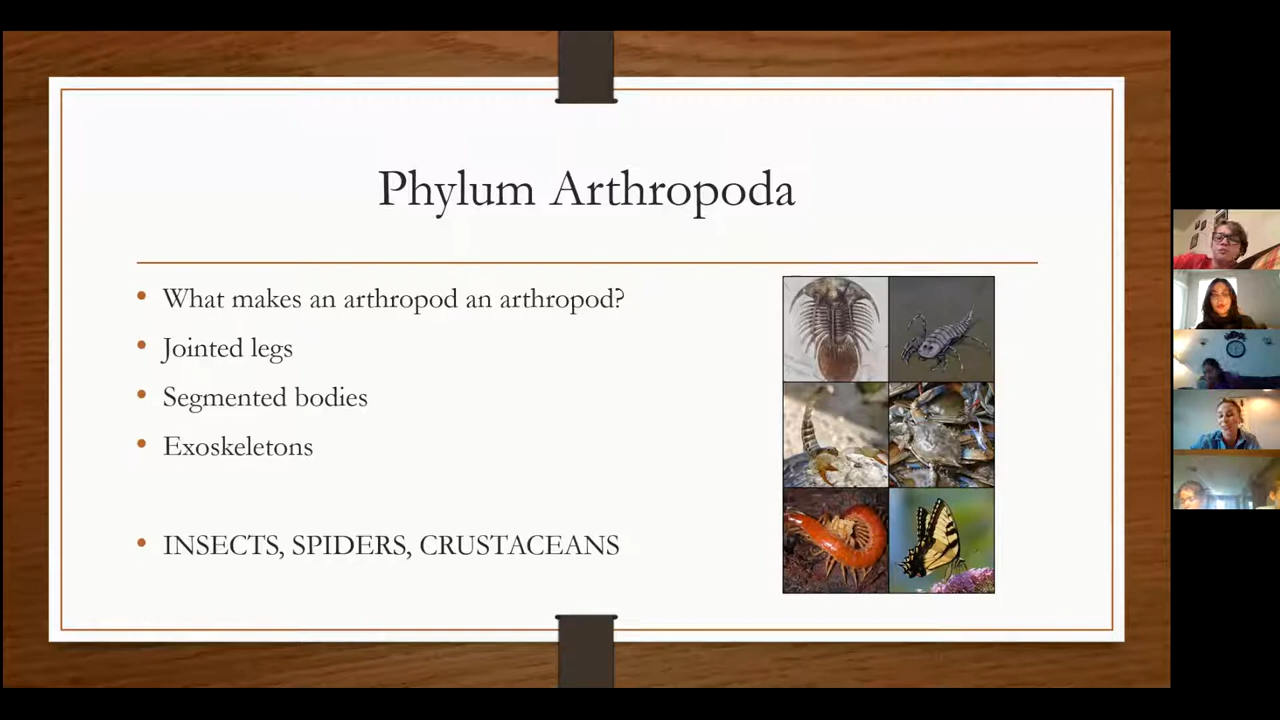 Phylum Arthropoda
What makes an arthropod an arthropod?
Jointed legs
Segmented bodies
Exoskeletons
INSECTS, SPIDERS, CRUSTACEANS